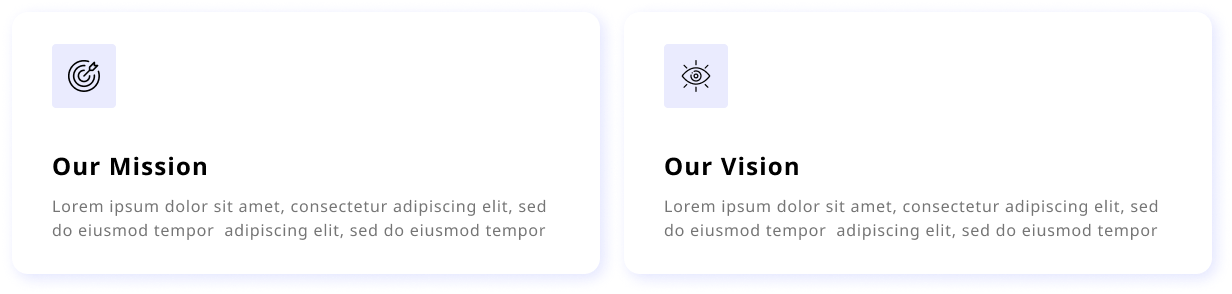 Our Mission
Lorem ipsum dolor sit amet, consectetur adipiscing elit, sed
do eiusmod tempor  adipiscing elit, sed do eiusmod tempor
Our Vision
Lorem ipsum dolor sit amet, consectetur adipiscing elit, sed
do eiusmod tempor  adipiscing elit, sed do eiusmod tempor